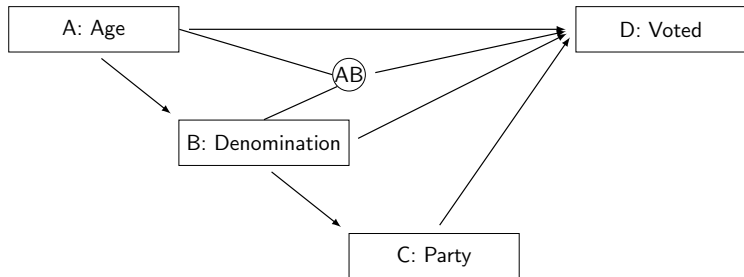 A: Age
D: Voted
AB
B: Denomination
C: Party